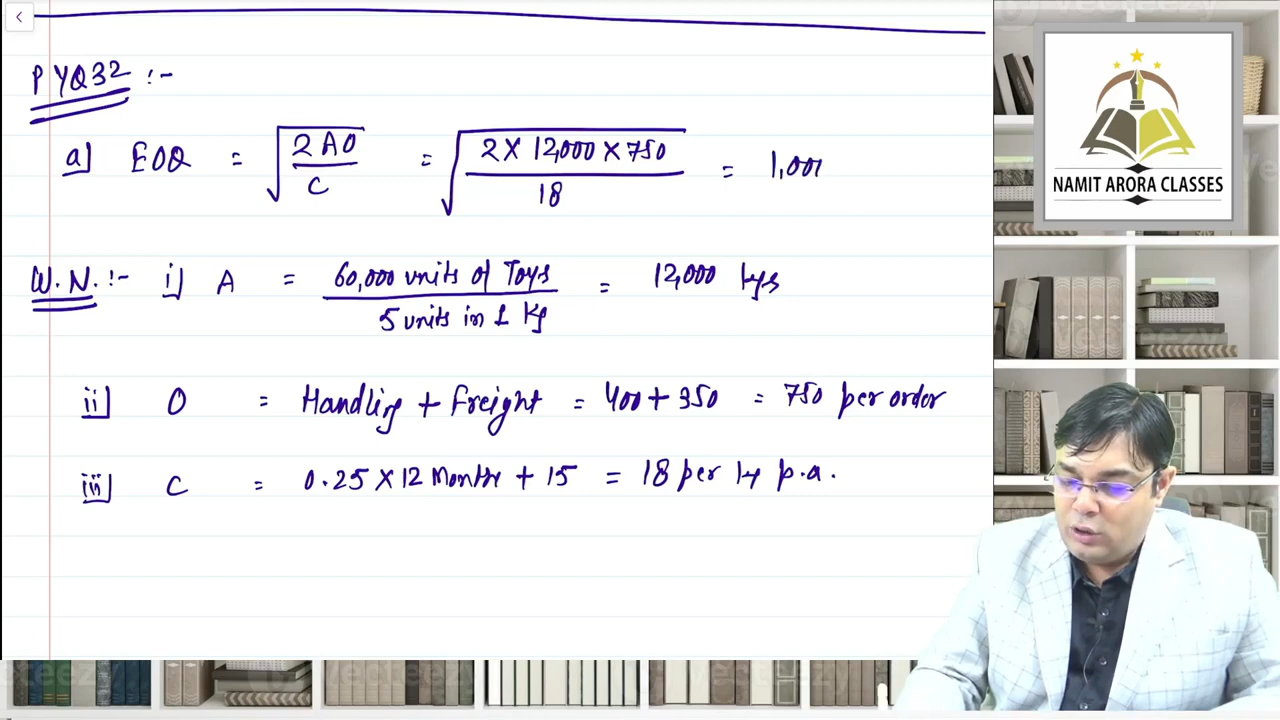 PYQ32 :-
a] EOQ = √ 2AO / C = √ 2 × 12,000 × 750 / 18 = 1,00
W.N. :- i] A = 60,000 units of Toys / 5 units in 1 Kg = 12,000 kgs
ii] O = Handling + Freight = 400 + 350 = 750 per order
iii] C = 0.25 × 12 Months + 15 = 18 per kg p.a.
NAMIT ARORA CLASSES
vecteezy